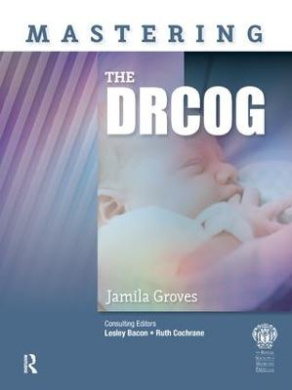 MASTERING
THE
DRCOG
Jamila Groves
Consulting Editors
Lesley Bacon • Ruth Cochrane
R